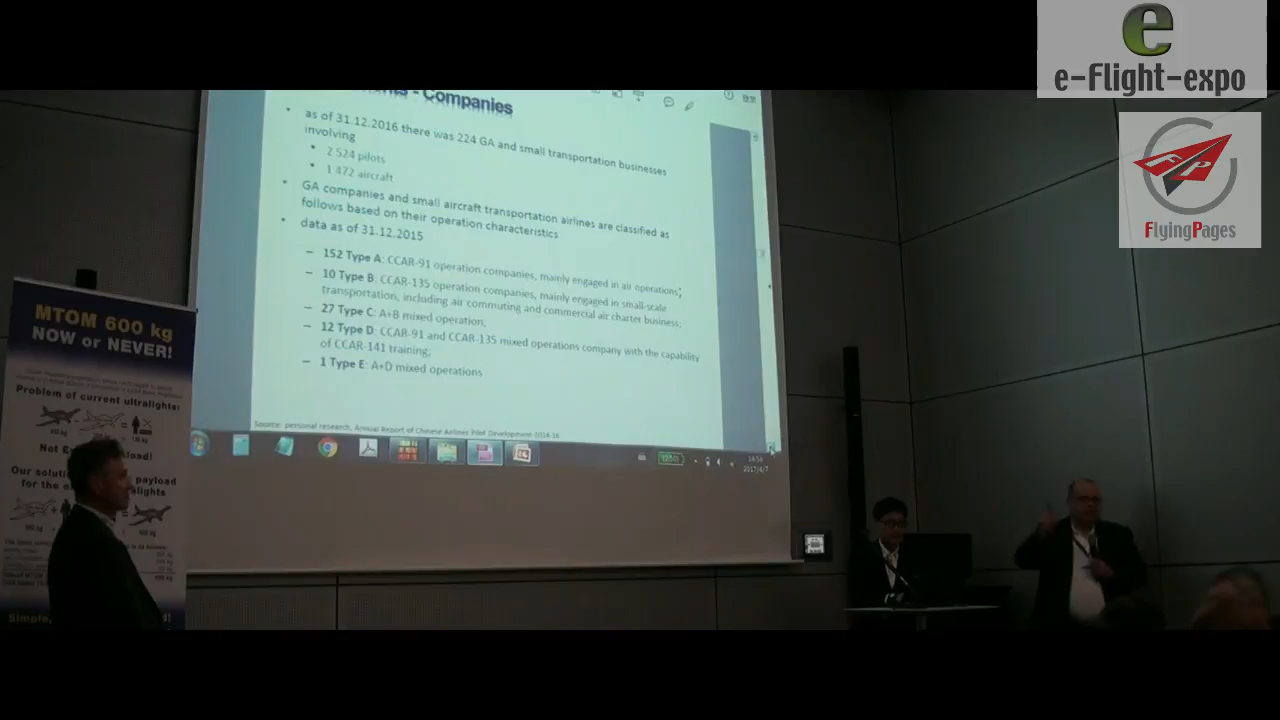 e-flight-expo
FP
FlyingPages
- Companies
• as of 31.12.2016 there was 224 GA and small transportation businesses
involving
• 2 524 pilots
• 1 472 aircraft
• GA companies and small aircraft transportation airlines are classified as
follows based on their operation characteristics
• data as of 31.12.2015
– 152 Type A: CCAR-91 operation companies, mainly engaged in air operations;
– 10 Type B: CCAR-135 operation companies, mainly engaged in small-scale
transportation, including air commuting and commercial air charter business;
– 27 Type C: A+B mixed operation;
– 12 Type D: CCAR-91 and CCAR-135 mixed operations company with the capability
of CCAR-141 training;
– 1 Type E: A+D mixed operations
Source: personal research, Annual Report of Chinese Airlines Pilot Development 2014-16
2017/4/7
MTOM 600 kg
NOW or NEVER!
Problem of current ultralights:
payload
for the
Simple,